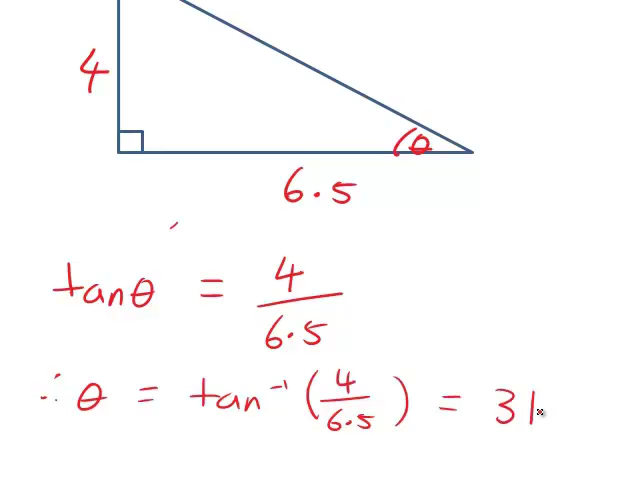 4
θ
6.5
tanθ = 4/6.5
∴ θ = tan⁻¹(4/6.5) = 31